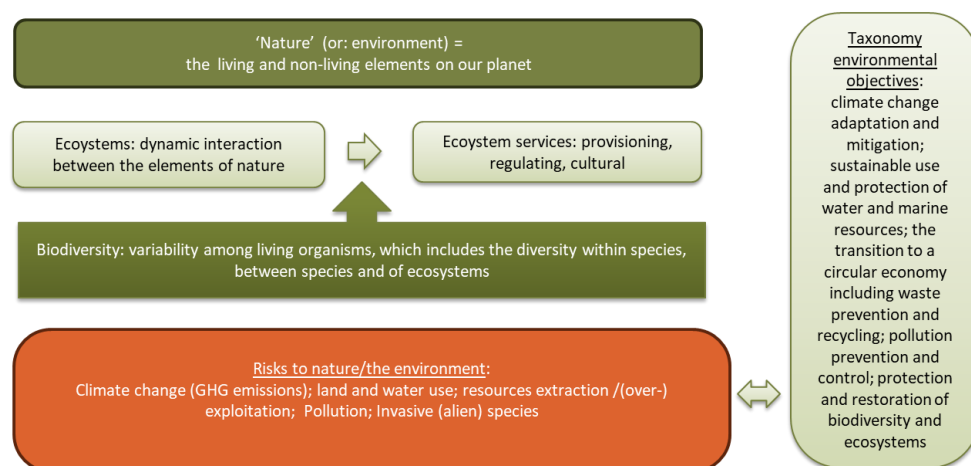 ‘Nature’ (or: environment) =
the living and non-living elements on our planet
Ecoystems: dynamic interaction
between the elements of nature
Ecoystem services: provisioning,
regulating, cultural
Biodiversity: variability among living organisms, which includes the diversity within species,
between species and of ecosystems
Risks to nature/the environment:
Climate change (GHG emissions); land and water use; resources extraction /(over-)
exploitation;  Pollution; Invasive (alien) species
Taxonomy
environmental
objectives:
climate change
adaptation and
mitigation;
sustainable use
and protection of
water and marine
resources; the
transition to a
circular economy
including waste
prevention and
recycling; pollution
prevention and
control; protection
and restoration of
biodiversity and
ecosystems